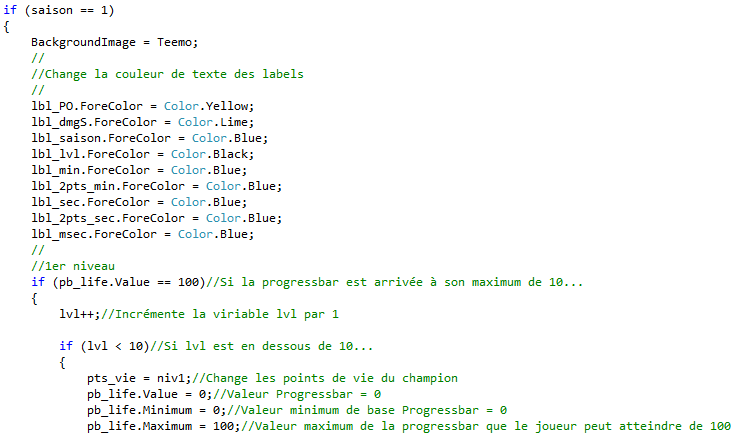 if (saison == 1)
{
BackgroundImage = Teemo;
//
//Change la couleur de texte des labels
//
lbl_PO.ForeColor = Color.Yellow;
lbl_dmgS.ForeColor = Color.Lime;
lbl_saison.ForeColor = Color.Blue;
lbl_lvl.ForeColor = Color.Black;
lbl_min.ForeColor = Color.Blue;
lbl_2pts_min.ForeColor = Color.Blue;
lbl_sec.ForeColor = Color.Blue;
lbl_2pts_sec.ForeColor = Color.Blue;
lbl_msec.ForeColor = Color.Blue;
//
//1er niveau
if (pb_life.Value == 100)//Si la progressbar est arrivée à son maximum de 10...
{
lvl++;//Incrémente la viriable lvl par 1
if (lvl < 10)//Si lvl est en dessous de 10...
{
pts_vie = niv1;//Change les points de vie du champion
pb_life.Value = 0;//Valeur Progressbar = 0
pb_life.Minimum = 0;//Valeur minimum de base Progressbar = 0
pb_life.Maximum = 100;//Valeur maximum de la progressbar que le joueur peut atteindre de 100